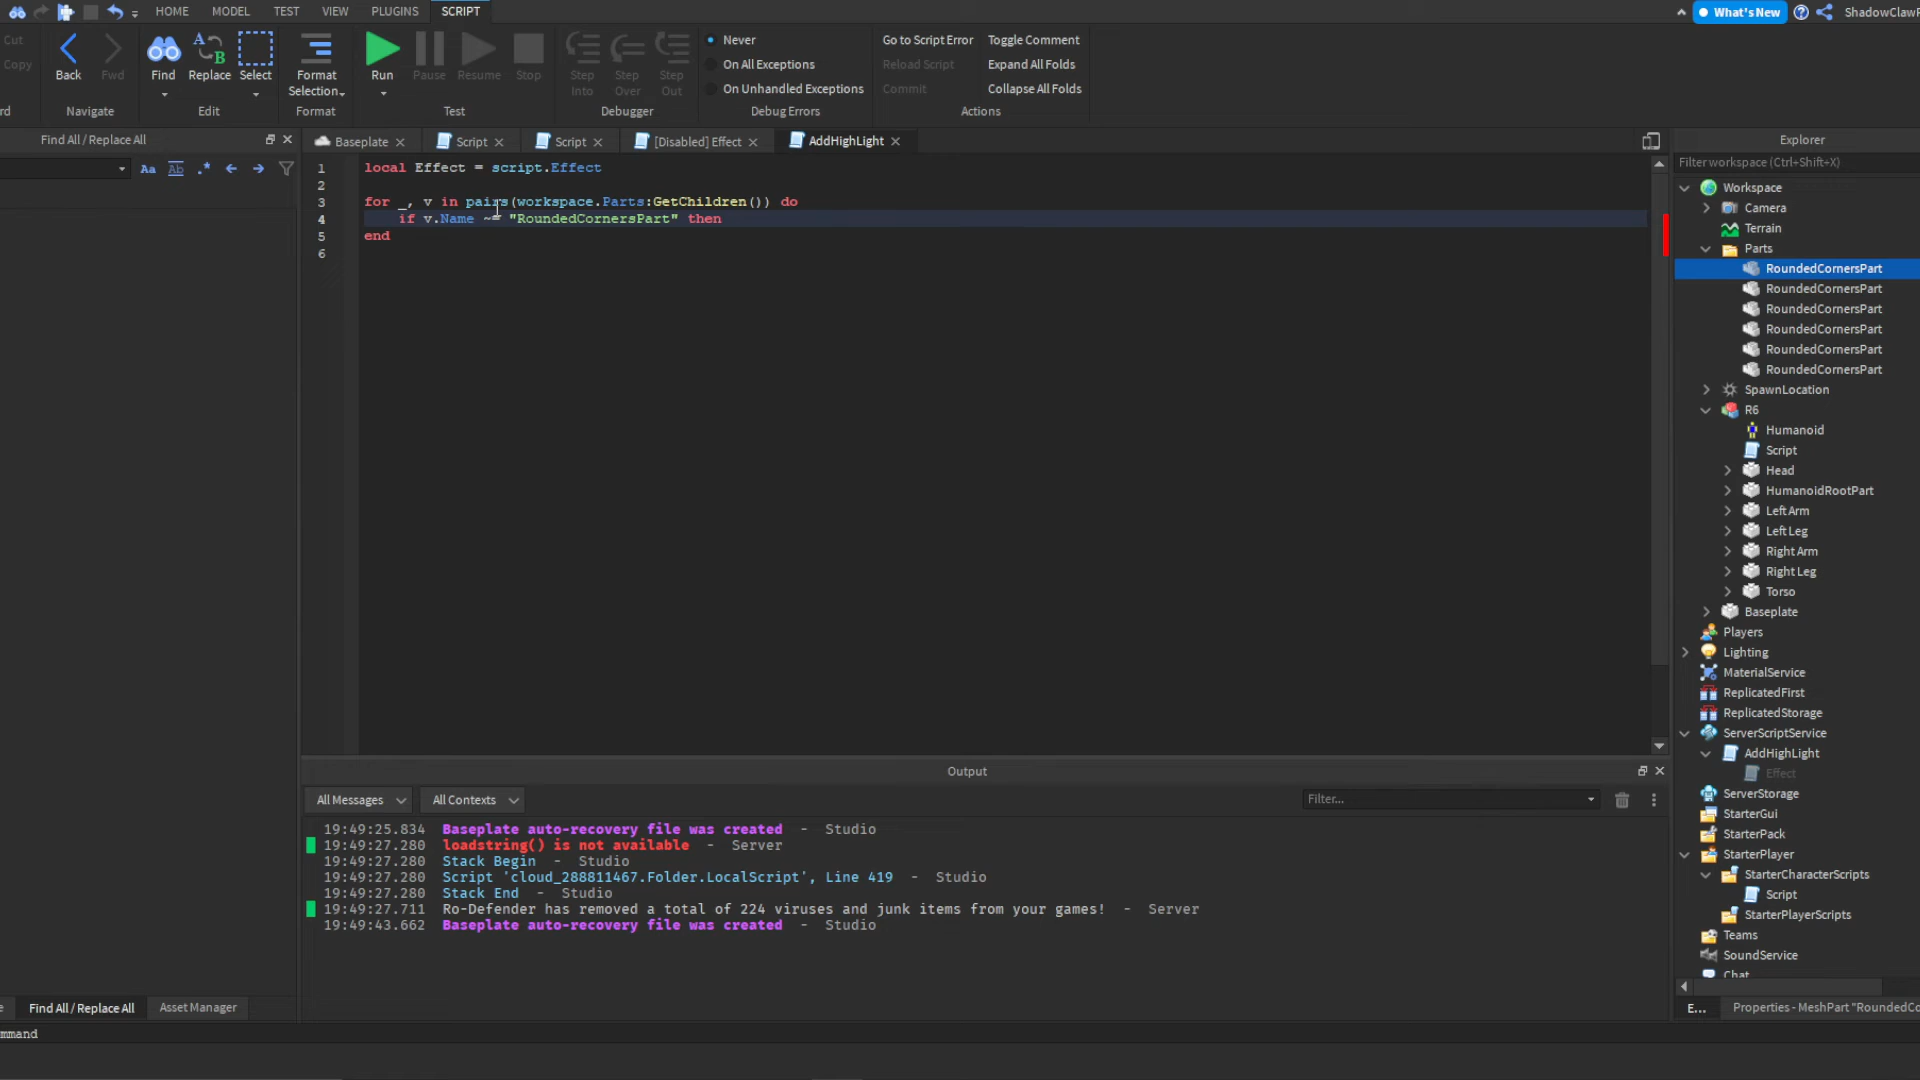 HOME MODEL TEST VIEW PLUGINS SCRIPT
What's New
Cut
Copy
Back Fwd
Navigate
Find Replace Select
Edit
Format
Selection
Format
Run Pause Resume Stop
Test
Step
Into
Step
Over
Step
Out
Debugger
Never
On All Exceptions
On Unhandled Exceptions
Debug Errors
Go to Script Error
Reload Script
Commit
Toggle Comment
Expand All Folds
Collapse All Folds
Actions
Find All / Replace All
Aa Ab .*
Baseplate Script Script [Disabled] Effect AddHighLight
1 local Effect = script.Effect
2
3 for _, v in pairs(workspace.Parts:GetChildren()) do
4 if v.Name ~= "RoundedCornersPart" then
5 end
6
Output
All Messages All Contexts Filter...
19:49:25.834 Baseplate auto-recovery file was created - Studio
19:49:27.280 loadstring() is not available - Server
19:49:27.280 Stack Begin - Studio
19:49:27.280 Script 'cloud_288811467.Folder.LocalScript', Line 419 - Studio
19:49:27.280 Stack End - Studio
19:49:27.711 Ro-Defender has removed a total of 224 viruses and junk items from your games! - Server
19:49:43.662 Baseplate auto-recovery file was created - Studio
Explorer
Filter workspace (Ctrl+Shift+X)
Workspace
Camera
Terrain
Parts
RoundedCornersPart
RoundedCornersPart
RoundedCornersPart
RoundedCornersPart
RoundedCornersPart
RoundedCornersPart
SpawnLocation
R6
Humanoid
Script
Head
HumanoidRootPart
Left Arm
Left Leg
Right Arm
Right Leg
Torso
Baseplate
Players
Lighting
MaterialService
ReplicatedFirst
ReplicatedStorage
ServerScriptService
AddHighLight
Effect
ServerStorage
StarterGui
StarterPack
StarterPlayer
StarterCharacterScripts
Script
StarterPlayerScripts
Teams
SoundService
Chat
E... Properties - MeshPart "RoundedCo
Find All / Replace All Asset Manager
mmand